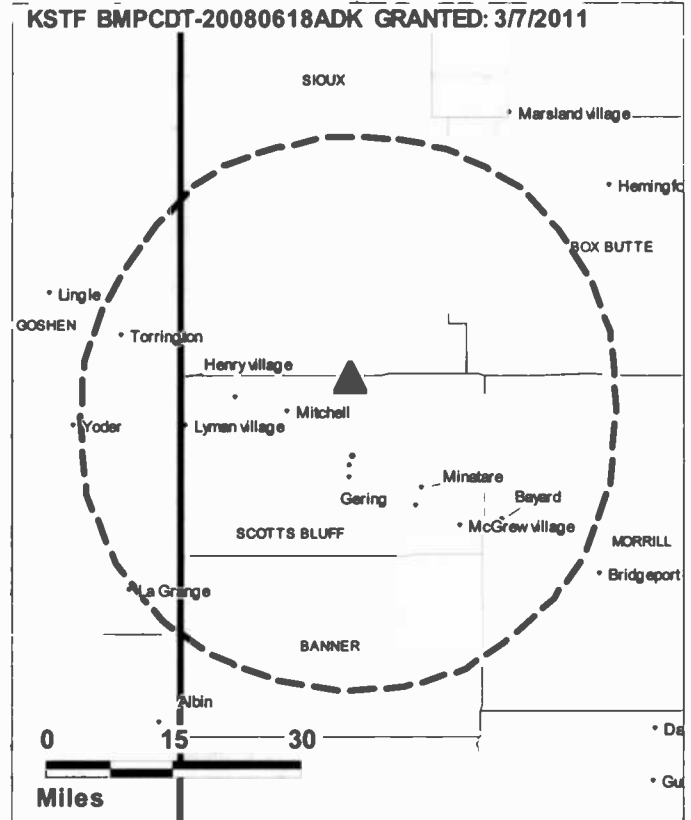 KSTF BMPCDT-20080618ADK GRANTED: 3/7/2011
SIOUX
Marsland village
Hemingfo
BOX BUTTE
Lingle
GOSHEN
Torrington
Henry village
Mitchell
Yoder
Lyman village
Minatare
Gering
Bayard
McGrew village
SCOTTS BLUFF
MORRILL
Bridgeport
La Grange
BANNER
Albin
Da
0 15 30
Gu
Miles